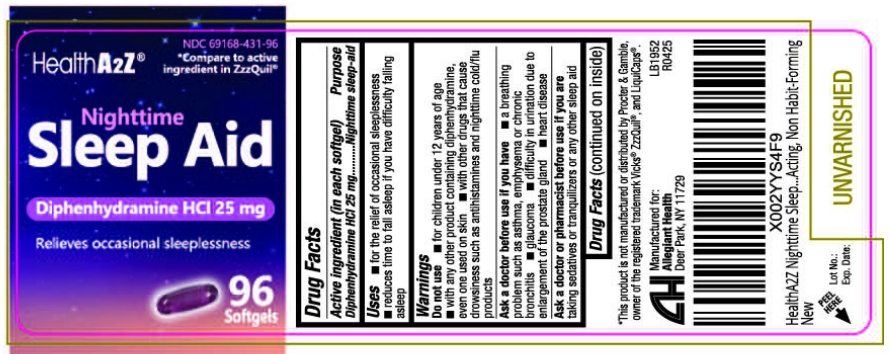 HealthA2Z®
NDC 69168-431-96
*Compare to active
ingredient in ZzzQuil®
Nighttime
Sleep Aid
Diphenhydramine HCl 25 mg
Relieves occasional sleeplessness
96
Softgels
Drug Facts
Active ingredient (in each softgel) Purpose
Diphenhydramine HCl 25 mg..........Nighttime sleep-aid
Uses ■ for the relief of occasional sleeplessness
■ reduces time to fall asleep if you have difficulty falling
asleep
Warnings
Do not use ■ for children under 12 years of age
■ with any other product containing diphenhydramine,
even one used on skin ■ with other drugs that cause
drowsiness such as antihistamines and nighttime cold/flu
products
Ask a doctor before use if you have ■ a breathing
problem such as asthma, emphysema or chronic
bronchitis ■ glaucoma ■ difficulty in urination due to
enlargement of the prostate gland ■ heart disease
Ask a doctor or pharmacist before use if you are
taking sedatives or tranquilizers or any other sleep aid
Drug Facts (continued on inside)
*This product is not manufactured or distributed by Procter & Gamble,
owner of the registered trademark Vicks® ZzzQuil®, and LiquiCaps®.
AH
Manufactured for:
Allegiant Health
Deer Park, NY 11729
LB1952
R0425
X002YYS4F9
HealthA2Z Nighttime Sleep...Acting, Non Habit-Forming
New
PEEL
HERE
Lot No.:
Exp. Date:
UNVARNISHED